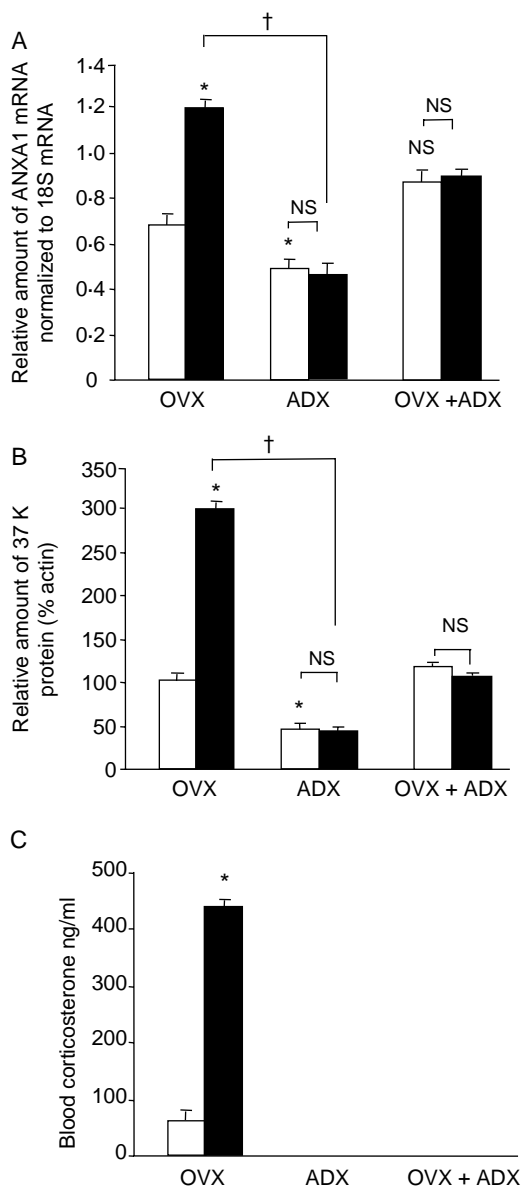 A
Relative amount of ANXA1 mRNA
normalized to 18S mRNA
1·4
1·2
1·0
0·8
0·6
0·4
0·2
0
†
*
NS
*
NS
NS
OVX ADX OVX +ADX
B
Relative amount of 37 K
protein (% actin)
350
300
250
200
150
100
50
0
†
*
NS
*
NS
OVX ADX OVX + ADX
C
Blood corticosterone ng/ml
500
400
300
200
100
0
*
OVX ADX OVX + ADX